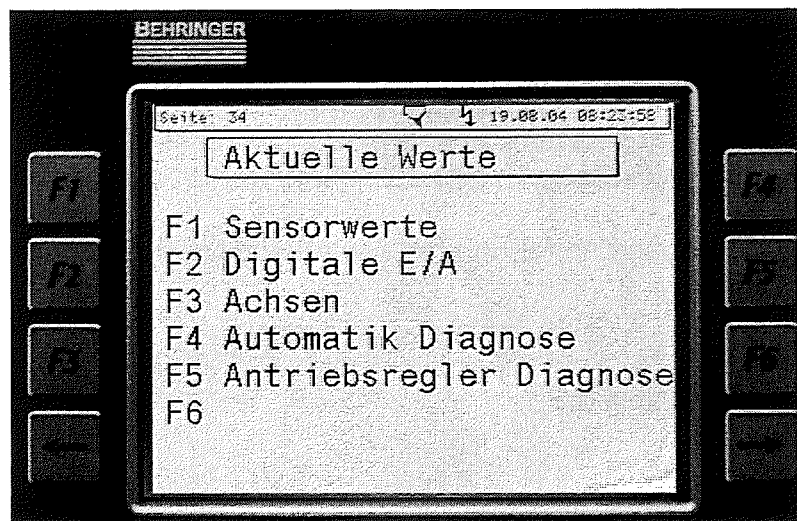 BEHRINGER
Seite: 34 19.08.04 08:23:58
Aktuelle Werte
F1 Sensorwerte
F2 Digitale E/A
F3 Achsen
F4 Automatik Diagnose
F5 Antriebsregler Diagnose
F6
F1
F2
F3
F4
F5
F6